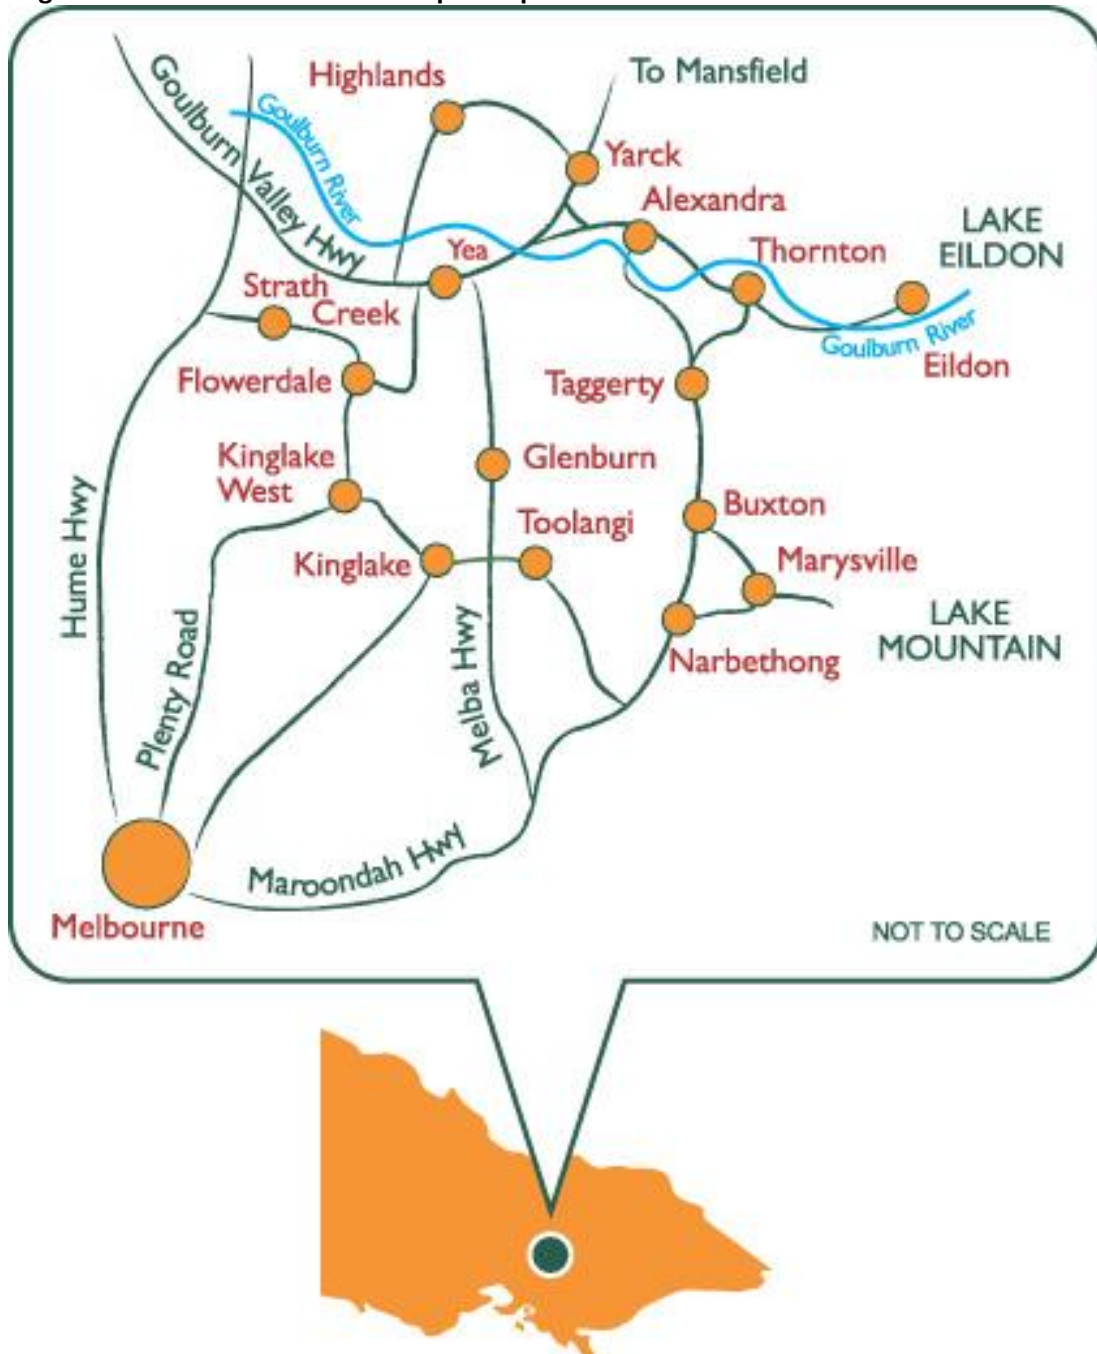 Highlands
To Mansfield
Goulburn Valley Hwy
Goulburn River
Yarck
Alexandra
LAKE
EILDON
Yea
Thornton
Strath
Creek
Goulburn River
Eildon
Flowerdale
Taggerty
Kinglake
West
Glenburn
Buxton
Toolangi
Hume Hwy
Kinglake
Marysville
LAKE
MOUNTAIN
Plenty Road
Melba Hwy
Narbethong
Maroondah Hwy
Melbourne
NOT TO SCALE